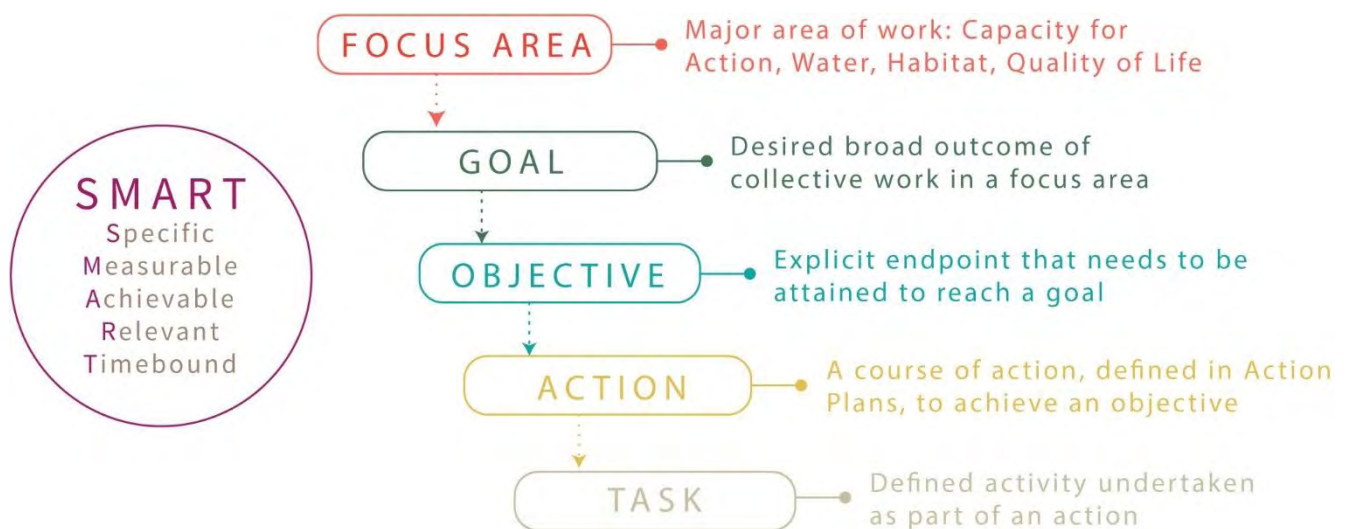 FOCUS AREA
Major area of work: Capacity for
Action, Water, Habitat, Quality of Life
GOAL
Desired broad outcome of
collective work in a focus area
SMART
Specific
Measurable
Achievable
Relevant
Timebound
OBJECTIVE
Explicit endpoint that needs to be
attained to reach a goal
ACTION
A course of action, defined in Action
Plans, to achieve an objective
TASK
Defined activity undertaken
as part of an action